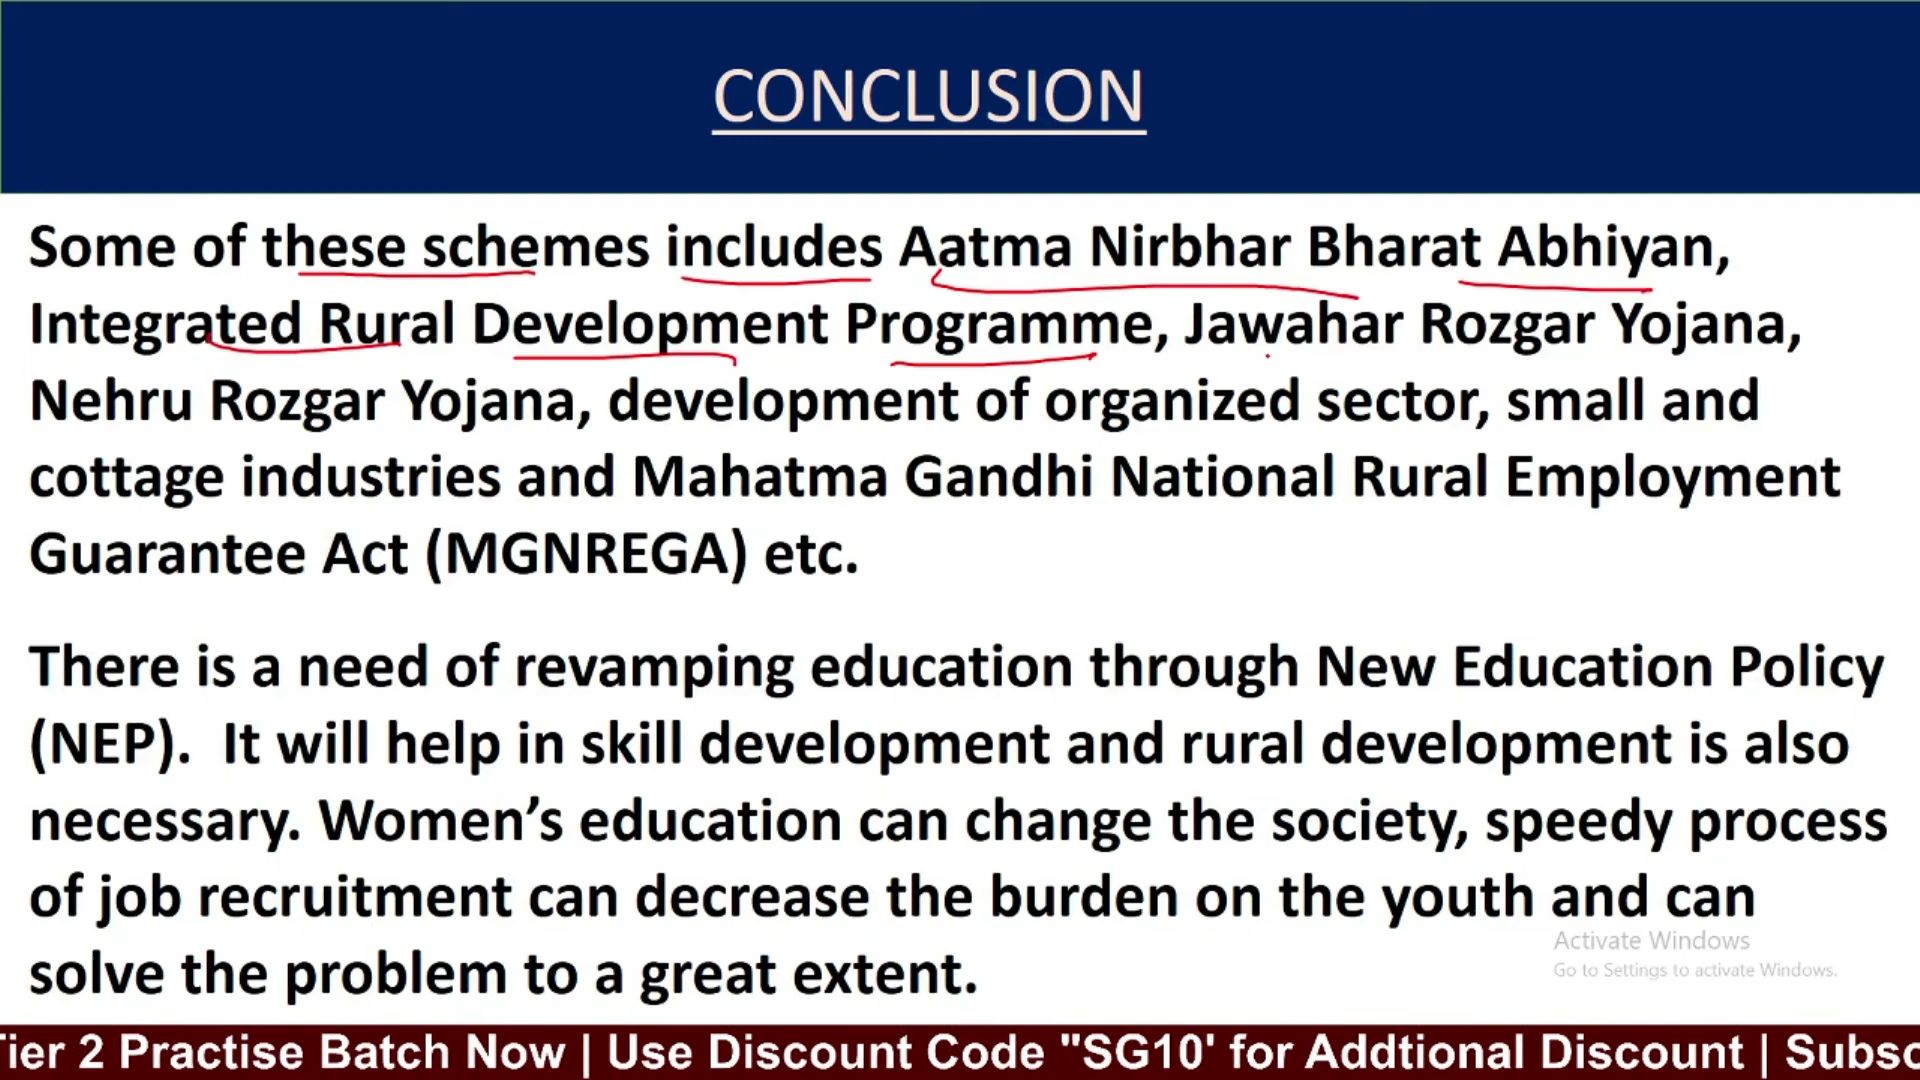 CONCLUSION
Some of these schemes includes Aatma Nirbhar Bharat Abhiyan,
Integrated Rural Development Programme, Jawahar Rozgar Yojana,
Nehru Rozgar Yojana, development of organized sector, small and
cottage industries and Mahatma Gandhi National Rural Employment
Guarantee Act (MGNREGA) etc.
There is a need of revamping education through New Education Policy
(NEP).  It will help in skill development and rural development is also
necessary. Women’s education can change the society, speedy process
of job recruitment can decrease the burden on the youth and can
solve the problem to a great extent.
Activate Windows
Go to Settings to activate Windows.
Tier 2 Practise Batch Now | Use Discount Code "SG10' for Addtional Discount | Subsc